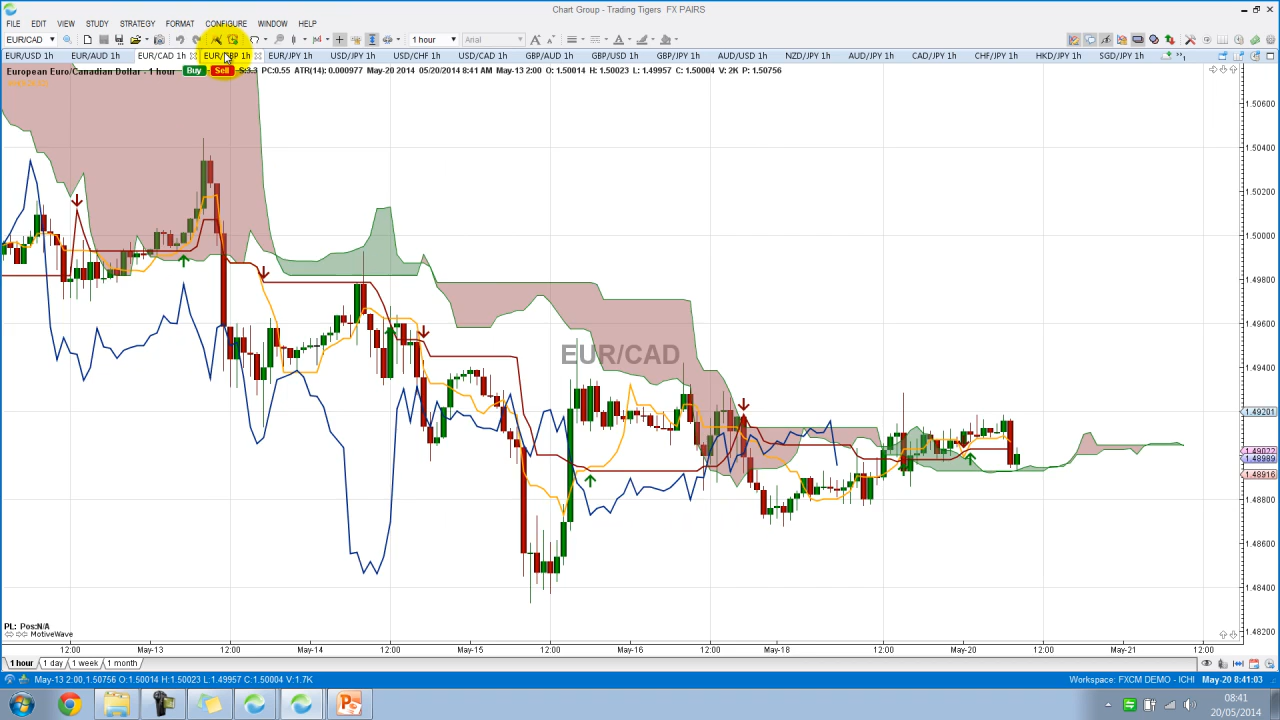 Chart Group - Trading Tigers FX PAIRS
FILE EDIT VIEW STUDY STRATEGY FORMAT CONFIGURE WINDOW HELP
EUR/CAD 1 hour Arial
EUR/USD 1h EUR/AUD 1h EUR/CAD 1h EUR/GBP 1h EUR/JPY 1h USD/JPY 1h USD/CHF 1h USD/CAD 1h GBP/AUD 1h GBP/USD 1h GBP/JPY 1h AUD/USD 1h NZD/JPY 1h AUD/JPY 1h CAD/JPY 1h CHF/JPY 1h HKD/JPY 1h SGD/JPY 1h
European Euro/Canadian Dollar - 1 hour Buy Sell S:3.3 PC:0.55 ATR(14): 0.000977 May-20 2014 05/20/2014 8:41 AM May-13 2:00 O: 1.50014 H: 1.50023 L: 1.49957 C: 1.50004 V: 2K P: 1.50756
1.50600
1.50400
1.50200
1.50000
1.49800
1.49600
EUR/CAD
1.49400
1.49201
1.49022
1.48989
1.48916
1.48800
1.48600
1.48400
1.48200
PL: Pos:N/A
MotiveWave
12:00 May-13 12:00 May-14 12:00 May-15 12:00 May-16 12:00 May-18 12:00 May-20 12:00 May-21 12:00
1 hour 1 day 1 week 1 month
May-13 2:00, 1.50756 O: 1.50014, H: 1.50023, L: 1.49957, C: 1.50004, V: 1.7K Workspace: FXCM DEMO - ICHI May-20 8:41:03
08:41
20/05/2014